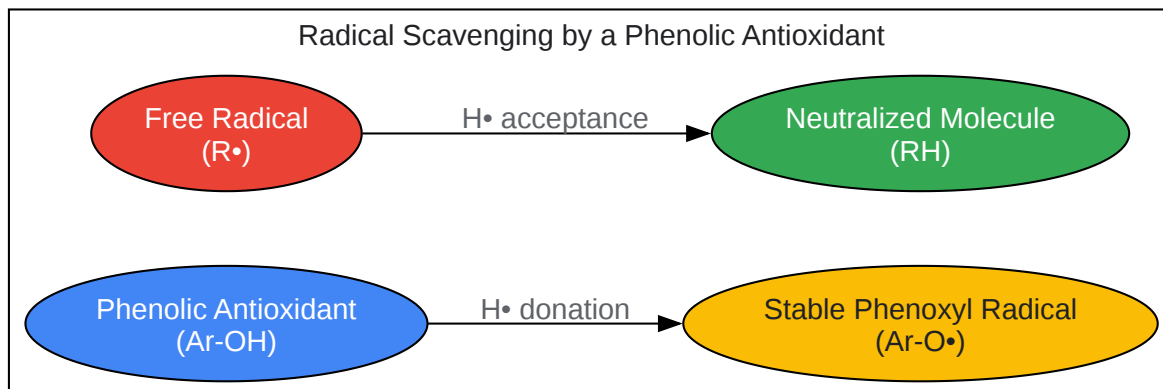 Radical Scavenging by a Phenolic Antioxidant
Free Radical
(R•)
H• acceptance
Neutralized Molecule
(RH)
Phenolic Antioxidant
(Ar-OH)
H• donation
Stable Phenoxyl Radical
(Ar-O•)